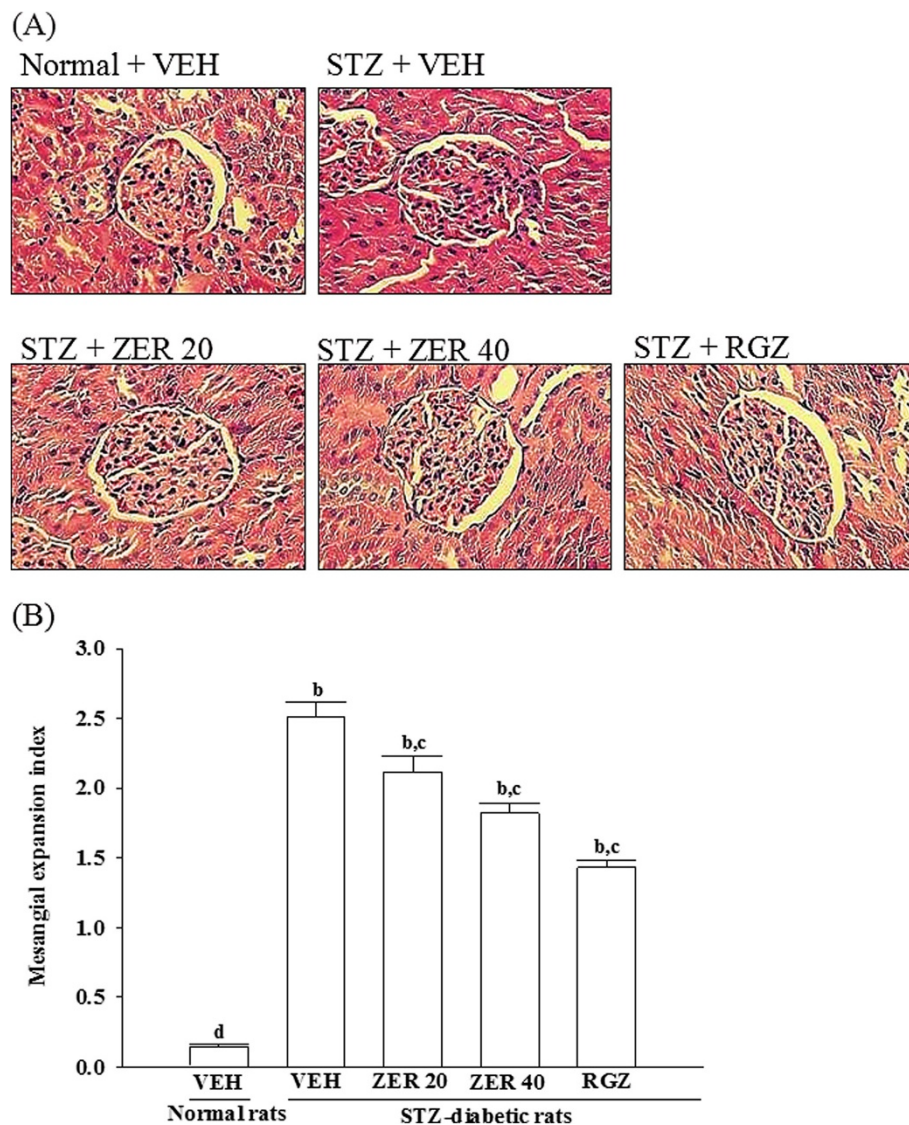 (A)
Normal + VEH STZ + VEH
STZ + ZER 20 STZ + ZER 40 STZ + RGZ
(B)
Mesangial expansion index
3.0
2.5
2.0
1.5
1.0
0.5
0.0
d
b
b,c
b,c
b,c
VEH VEH ZER 20 ZER 40 RGZ
Normal rats STZ-diabetic rats